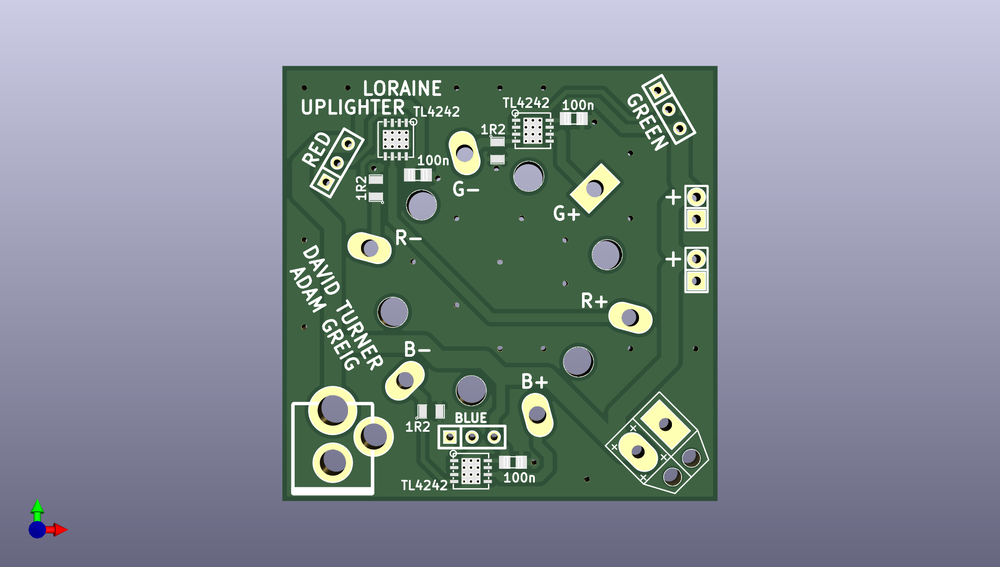 LORAINE
UPLIGHTER
TL4242
TL4242
100n
GREEN
RED
1R2
100n
1R2
G-
G+
+
R-
+
DAVID TURNER
ADAM GREIG
R+
B-
B+
1R2
BLUE
TL4242
100n